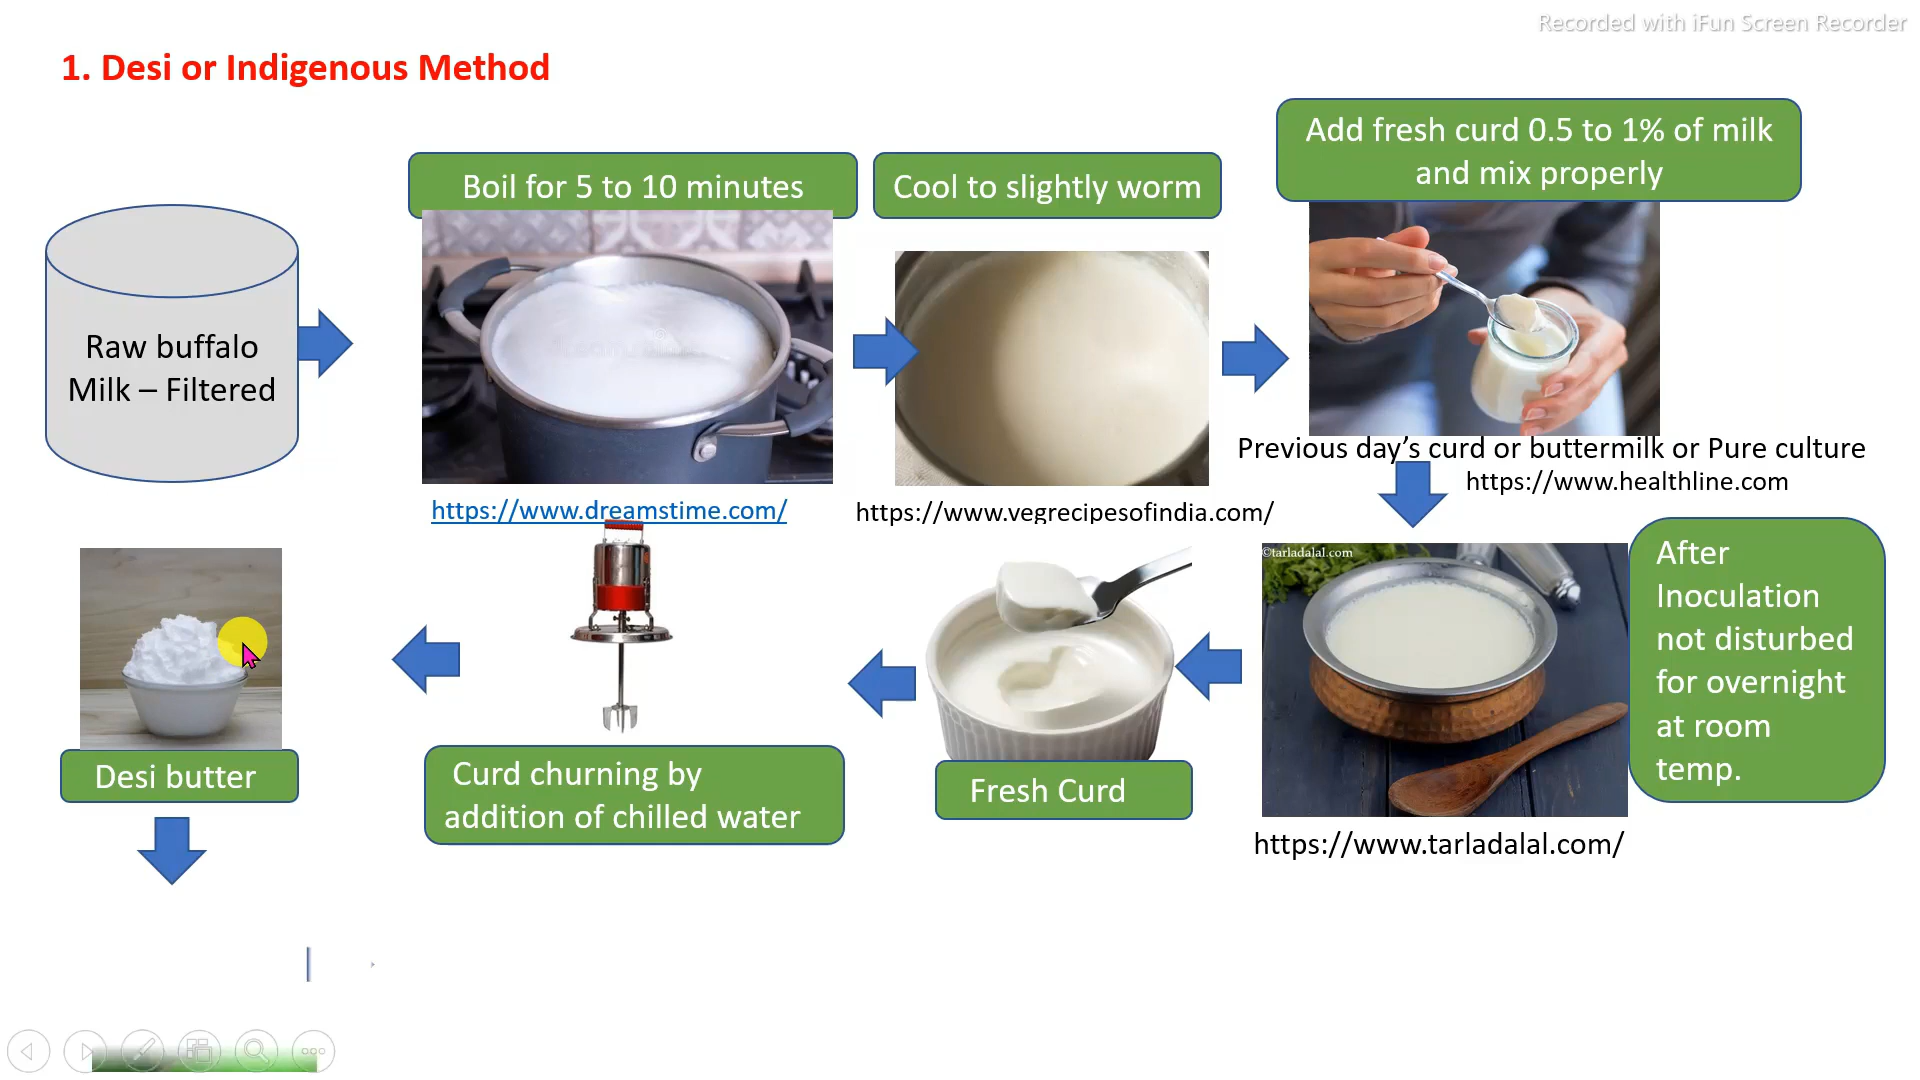 Recorded with iFun Screen Recorder
1. Desi or Indigenous Method
Raw buffalo
Milk – Filtered
Boil for 5 to 10 minutes
https://www.dreamstime.com/
Cool to slightly worm
https://www.vegrecipesofindia.com/
Add fresh curd 0.5 to 1% of milk
and mix properly
Previous day’s curd or buttermilk or Pure culture
https://www.healthline.com
©tarladalal.com
After
Inoculation
not disturbed
for overnight
at room
temp.
https://www.tarladalal.com/
Fresh Curd
Curd churning by
addition of chilled water
Desi butter